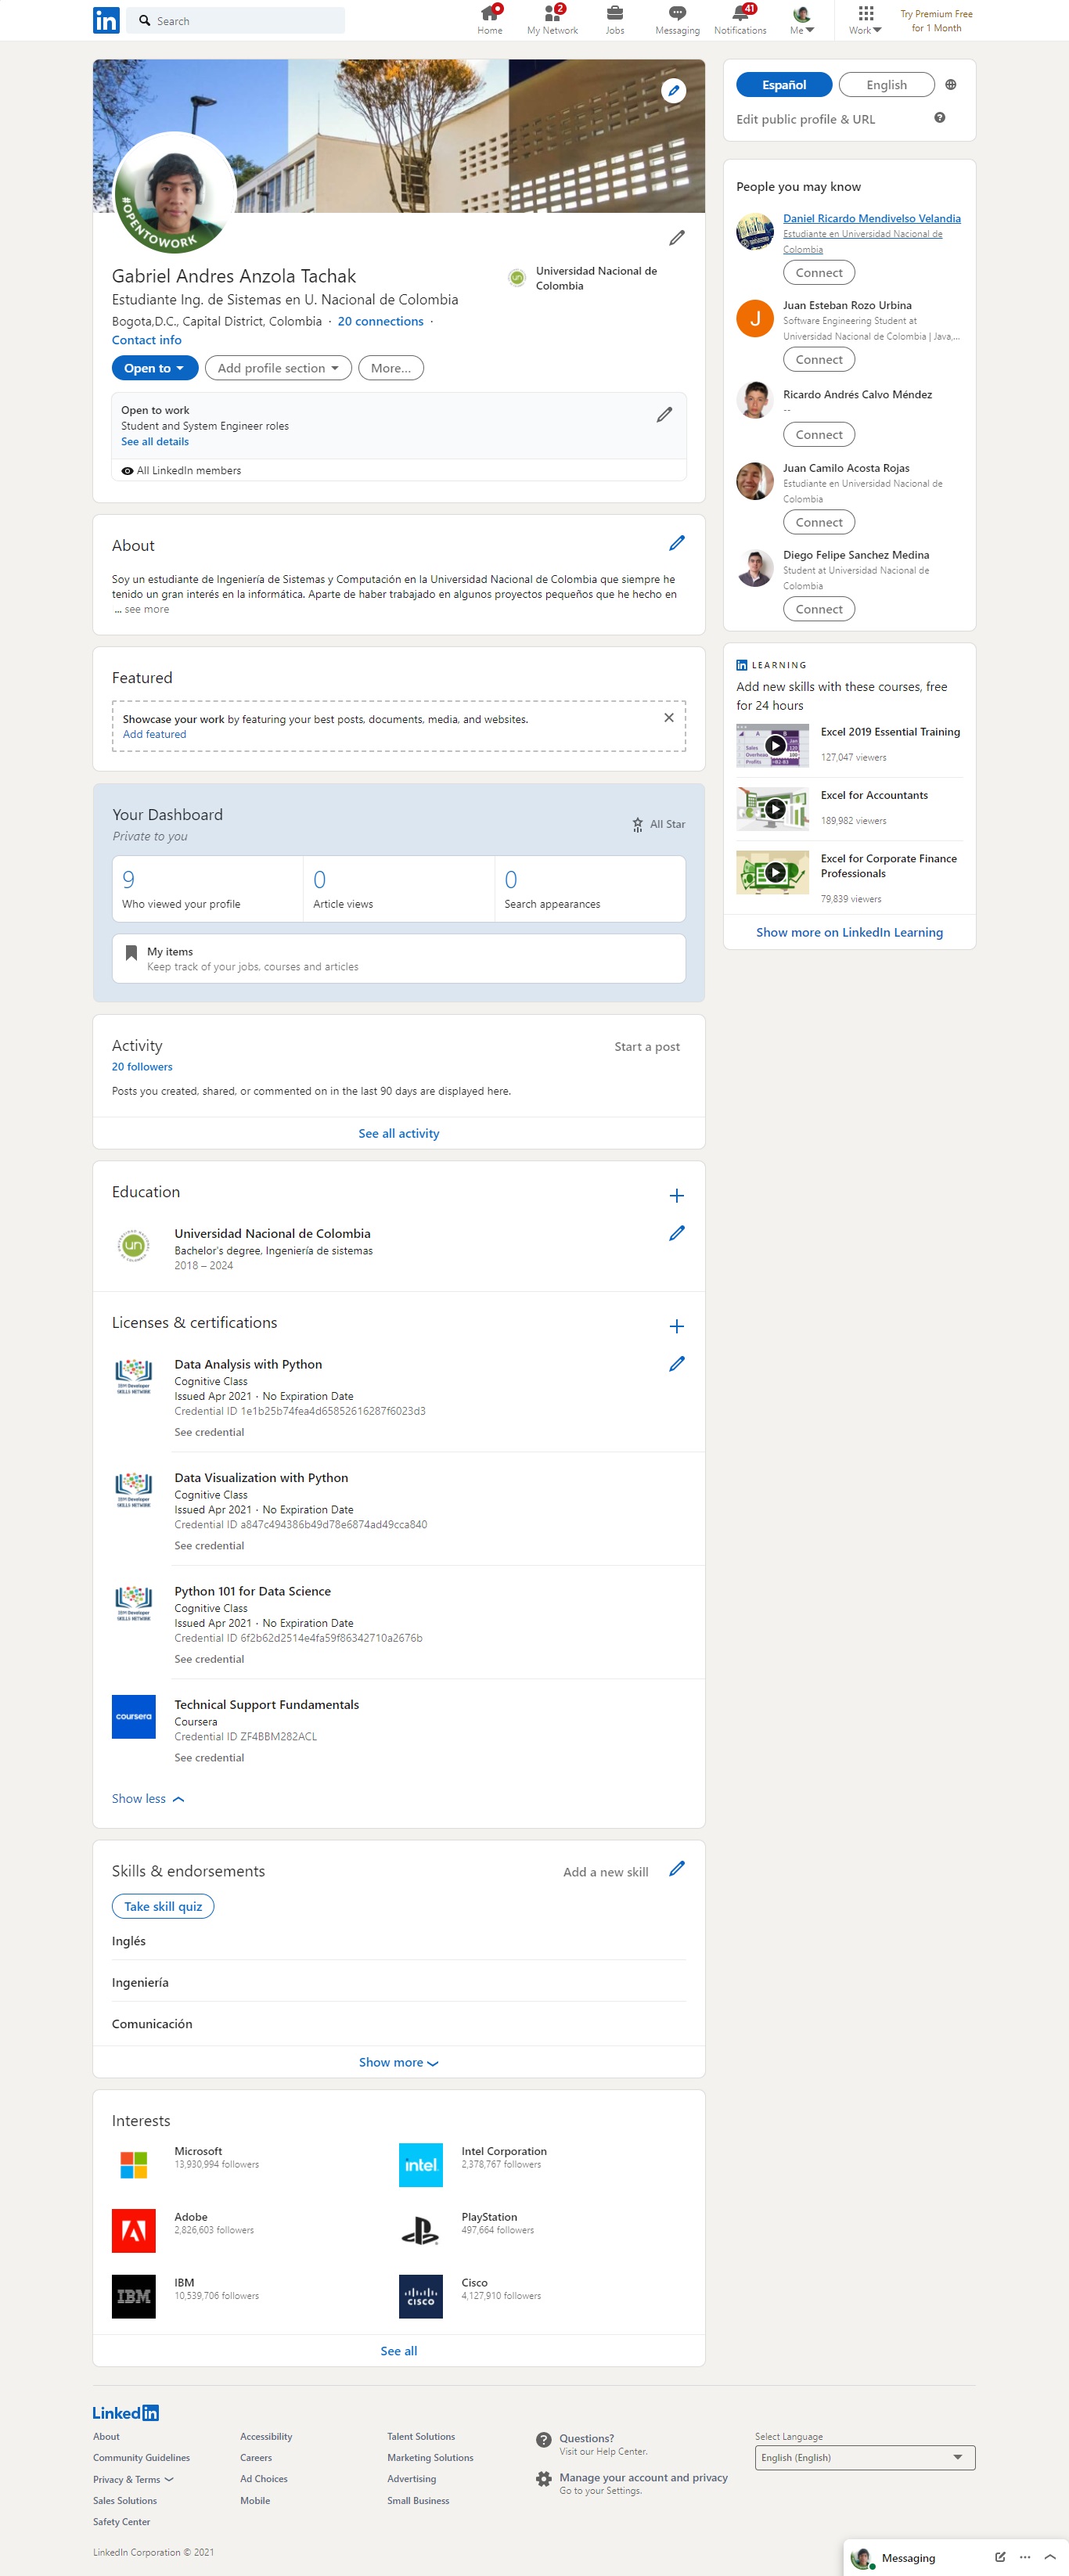 in
Search
Home
2
My Network
Jobs
Messaging
41
Notifications
Me
Work
Try Premium Free
for 1 Month
#OPENTOWORK
Gabriel Andres Anzola Tachak
Estudiante Ing. de Sistemas en U. Nacional de Colombia
Bogota,D.C., Capital District, Colombia · 20 connections ·
Contact info
un
Universidad Nacional de
Colombia
Open to
Add profile section
More...
Open to work
Student and System Engineer roles
See all details
All LinkedIn members
About
Soy un estudiante de Ingeniería de Sistemas y Computación en la Universidad Nacional de Colombia que siempre he
tenido un gran interés en la informática. Aparte de haber trabajado en algunos proyectos pequeños que he hecho en
... see more
Featured
Showcase your work by featuring your best posts, documents, media, and websites.
Add featured
Your Dashboard
Private to you
All Star
9
Who viewed your profile
0
Article views
0
Search appearances
My items
Keep track of your jobs, courses and articles
Activity
Start a post
20 followers
Posts you created, shared, or commented on in the last 90 days are displayed here.
See all activity
Education
un
Universidad Nacional de Colombia
Bachelor's degree, Ingeniería de sistemas
2018 – 2024
Licenses & certifications
IBM Developer
SKILLS NETWORK
Data Analysis with Python
Cognitive Class
Issued Apr 2021 · No Expiration Date
Credential ID 1e1b25b74fea4d65852616287f6023d3
See credential
IBM Developer
SKILLS NETWORK
Data Visualization with Python
Cognitive Class
Issued Apr 2021 · No Expiration Date
Credential ID a847c494386b49d78e6874ad49cca840
See credential
IBM Developer
SKILLS NETWORK
Python 101 for Data Science
Cognitive Class
Issued Apr 2021 · No Expiration Date
Credential ID 6f2b62d2514e4fa59f86342710a2676b
See credential
coursera
Technical Support Fundamentals
Coursera
Credential ID ZF4BBM282ACL
See credential
Show less
Skills & endorsements
Add a new skill
Take skill quiz
Inglés
Ingeniería
Comunicación
Show more
Interests
Microsoft
13,930,994 followers
intel
Intel Corporation
2,378,767 followers
Adobe
2,826,603 followers
PlayStation
497,664 followers
IBM
IBM
10,539,706 followers
CISCO
Cisco
4,127,910 followers
See all
Español
English
Edit public profile & URL
People you may know
Daniel Ricardo Mendivelso Velandia
Estudiante en Universidad Nacional de
Colombia
Connect
J
Juan Esteban Rozo Urbina
Software Engineering Student at
Universidad Nacional de Colombia | Java,...
Connect
Ricardo Andrés Calvo Méndez
--
Connect
Juan Camilo Acosta Rojas
Estudiante en Universidad Nacional de
Colombia
Connect
Diego Felipe Sanchez Medina
Student at Universidad Nacional de
Colombia
Connect
in LEARNING
Add new skills with these courses, free
for 24 hours
Excel 2019 Essential Training
127,047 viewers
Excel for Accountants
189,982 viewers
Excel for Corporate Finance
Professionals
79,839 viewers
Show more on LinkedIn Learning
Linkedin
About
Accessibility
Talent Solutions
Community Guidelines
Careers
Marketing Solutions
Privacy & Terms
Ad Choices
Advertising
Sales Solutions
Mobile
Small Business
Safety Center
Questions?
Visit our Help Center.
Manage your account and privacy
Go to your Settings.
Select Language
English (English)
LinkedIn Corporation © 2021
Messaging